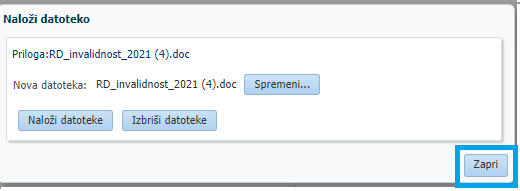 Naloži datoteko
Priloga:RD_invalidnost_2021 (4).doc
Nova datoteka: RD_invalidnost_2021 (4).doc Spremeni...
Naloži datoteke Izbriši datoteke
Zapri